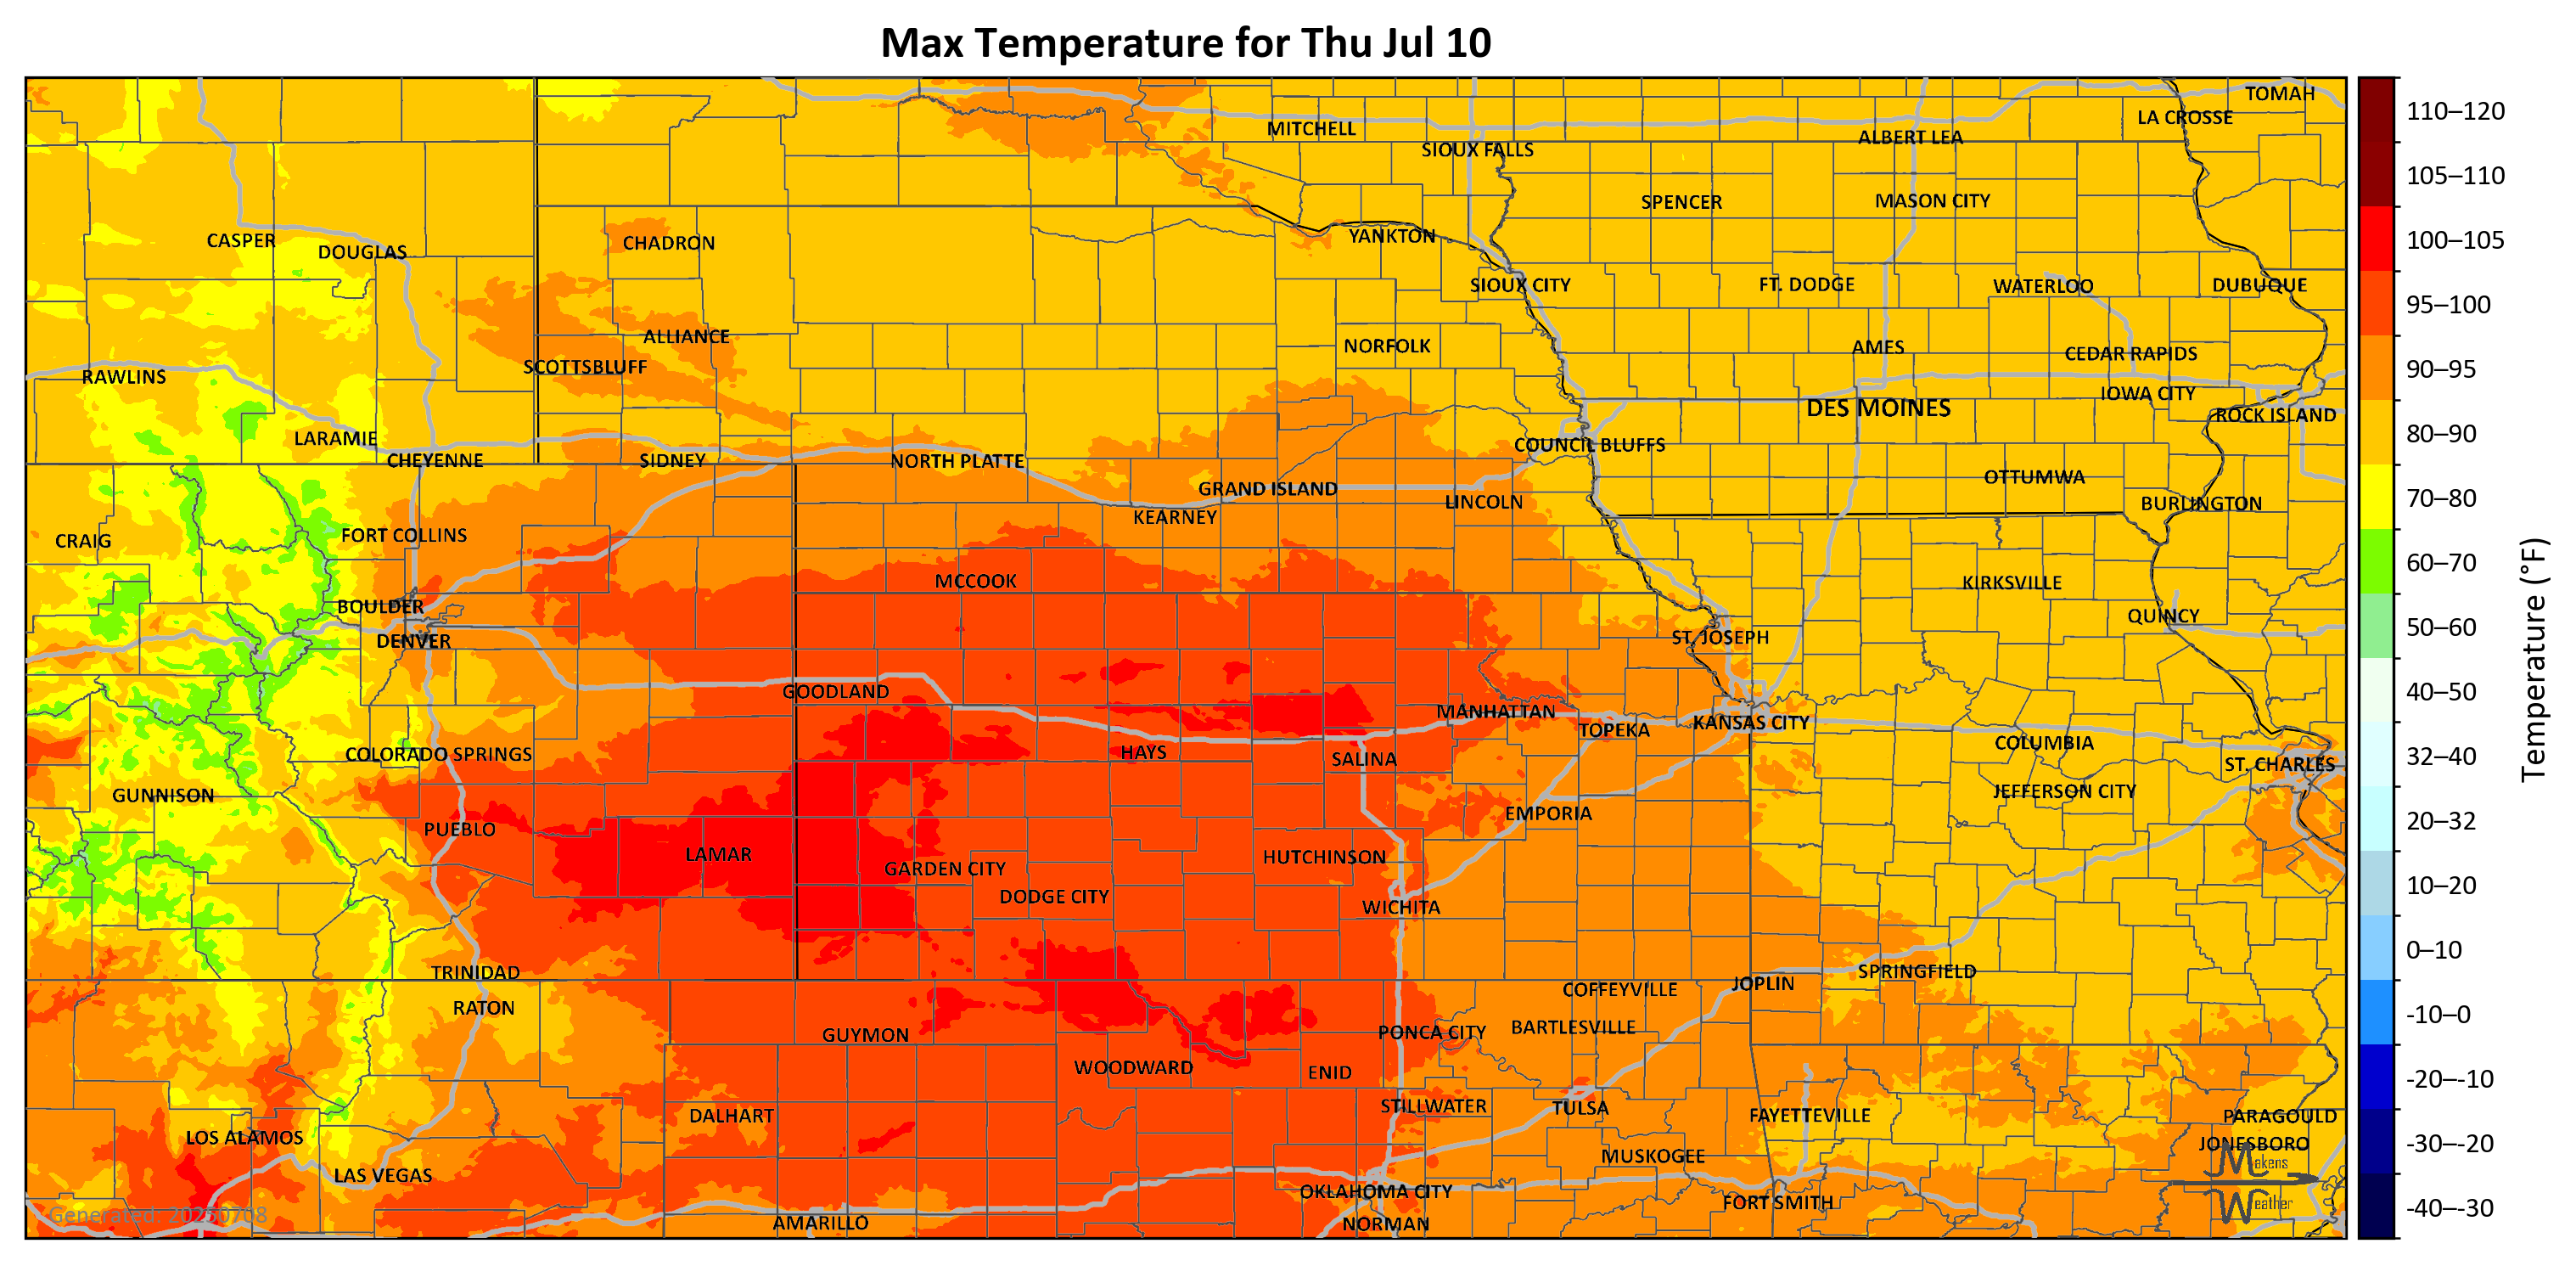 Max Temperature for Thu Jul 10
TOMAH
LA CROSSE
MITCHELL
ALBERT LEA
SIOUX FALLS
SPENCER
MASON CITY
CASPER
DOUGLAS
CHADRON
YANKTON
SIOUX CITY
FT. DODGE
WATERLOO
DUBUQUE
ALLIANCE
NORFOLK
AMES
CEDAR RAPIDS
SCOTTSBLUFF
RAWLINS
IOWA CITY
DES MOINES
ROCK ISLAND
LARAMIE
COUNCIL BLUFFS
CHEYENNE
SIDNEY
NORTH PLATTE
OTTUMWA
GRAND ISLAND
LINCOLN
BURLINGTON
KEARNEY
FORT COLLINS
CRAIG
MCCOOK
KIRKSVILLE
BOULDER
QUINCY
DENVER
ST. JOSEPH
GOODLAND
MANHATTAN
KANSAS CITY
TOPEKA
COLUMBIA
HAYS
COLORADO SPRINGS
SALINA
ST. CHARLES
JEFFERSON CITY
GUNNISON
EMPORIA
PUEBLO
LAMAR
HUTCHINSON
GARDEN CITY
DODGE CITY
WICHITA
TRINIDAD
SPRINGFIELD
JOPLIN
COFFEYVILLE
RATON
BARTLESVILLE
PONCA CITY
GUYMON
WOODWARD
ENID
STILLWATER
TULSA
DALHART
FAYETTEVILLE
PARAGOULD
LOS ALAMOS
JONESBORO
MUSKOGEE
LAS VEGAS
OKLAHOMA CITY
FORT SMITH
AMARILLO
NORMAN
Generated: 20250708
Makens
Weather
110–120
105–110
100–105
95–100
90–95
80–90
70–80
60–70
50–60
40–50
32–40
20–32
10–20
0–10
-10–0
-20–-10
-30–-20
-40–-30
Temperature (°F)